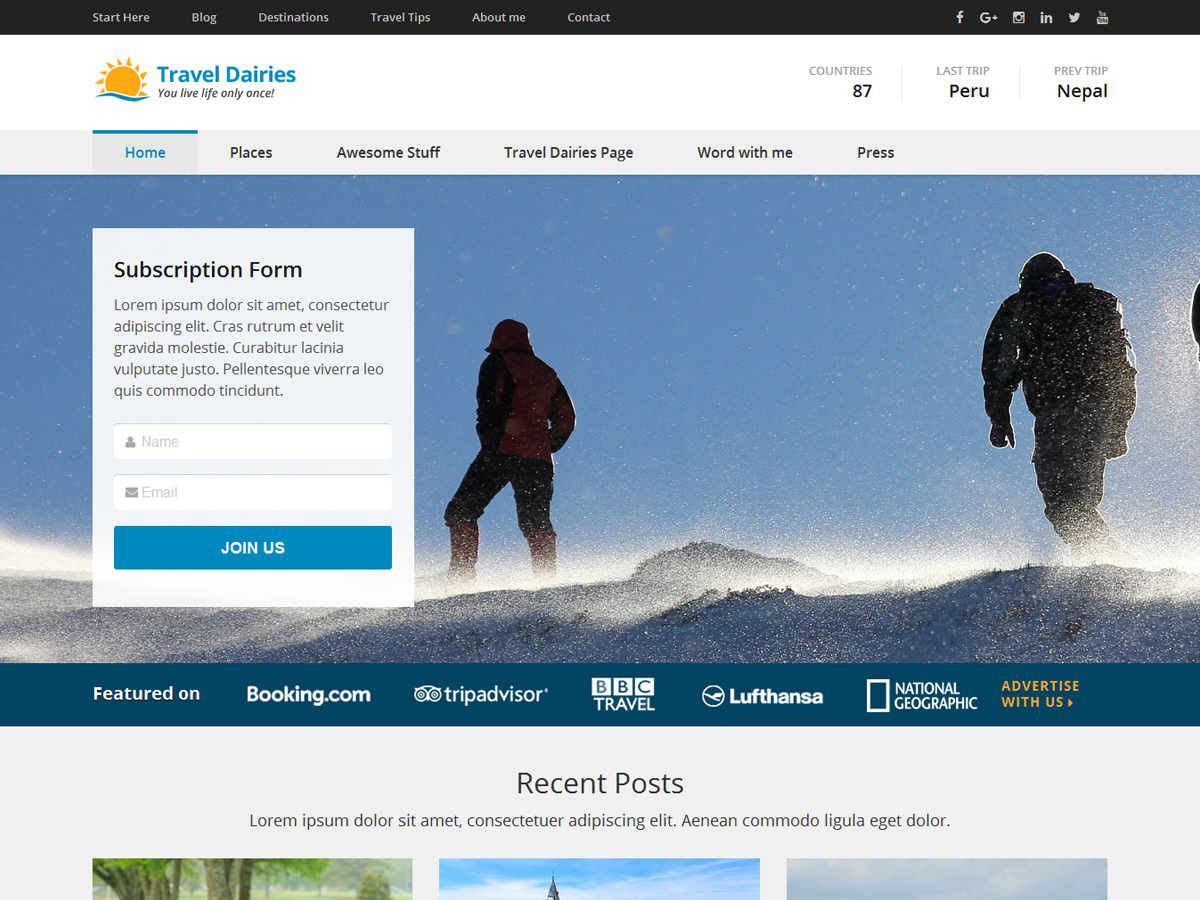 Start Here Blog Destinations Travel Tips About me Contact
Travel Dairies
You live life only once!
COUNTRIES
87
LAST TRIP
Peru
PREV TRIP
Nepal
Home Places Awesome Stuff Travel Dairies Page Word with me Press
Subscription Form
Lorem ipsum dolor sit amet, consectetur
adipiscing elit. Cras rutrum et velit
gravida molestie. Curabitur lacinia
vulputate justo. Pellentesque viverra leo
quis commodo tincidunt.
Name
Email
JOIN US
Featured on
Booking.com
tripadvisor
BBC
TRAVEL
Lufthansa
NATIONAL
GEOGRAPHIC
ADVERTISE
WITH US
Recent Posts
Lorem ipsum dolor sit amet, consectetuer adipiscing elit. Aenean commodo ligula eget dolor.